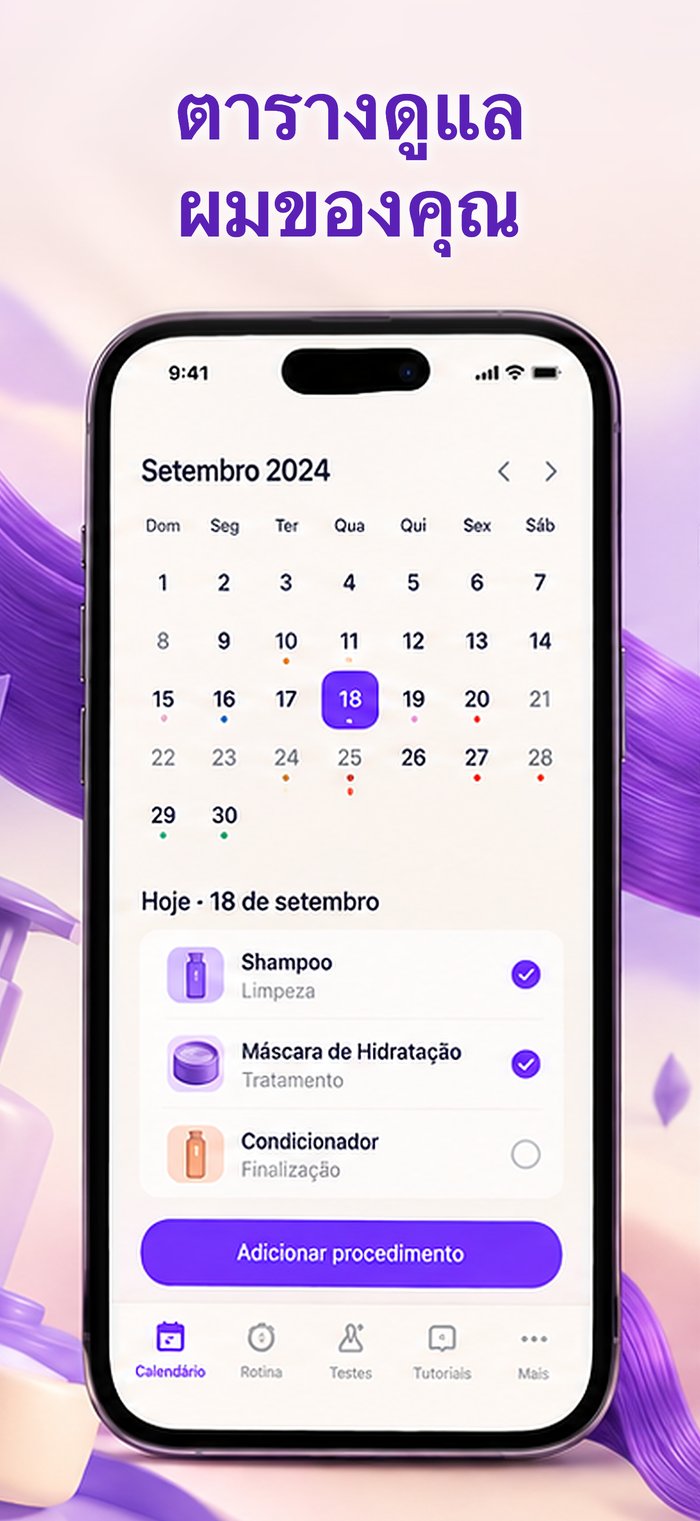 ตารางดูแล
ผมของคุณ
9:41
Setembro 2024
Dom Seg Ter Qua Qui Sex Sáb
1 2 3 4 5 6 7
8 9 10 11 12 13 14
15 16 17 18 19 20 21
22 23 24 25 26 27 28
29 30
Hoje · 18 de setembro
Shampoo
Limpeza
Máscara de Hidratação
Tratamento
Condicionador
Finalização
Adicionar procedimento
Calendário Rotina Testes Tutoriais Mais